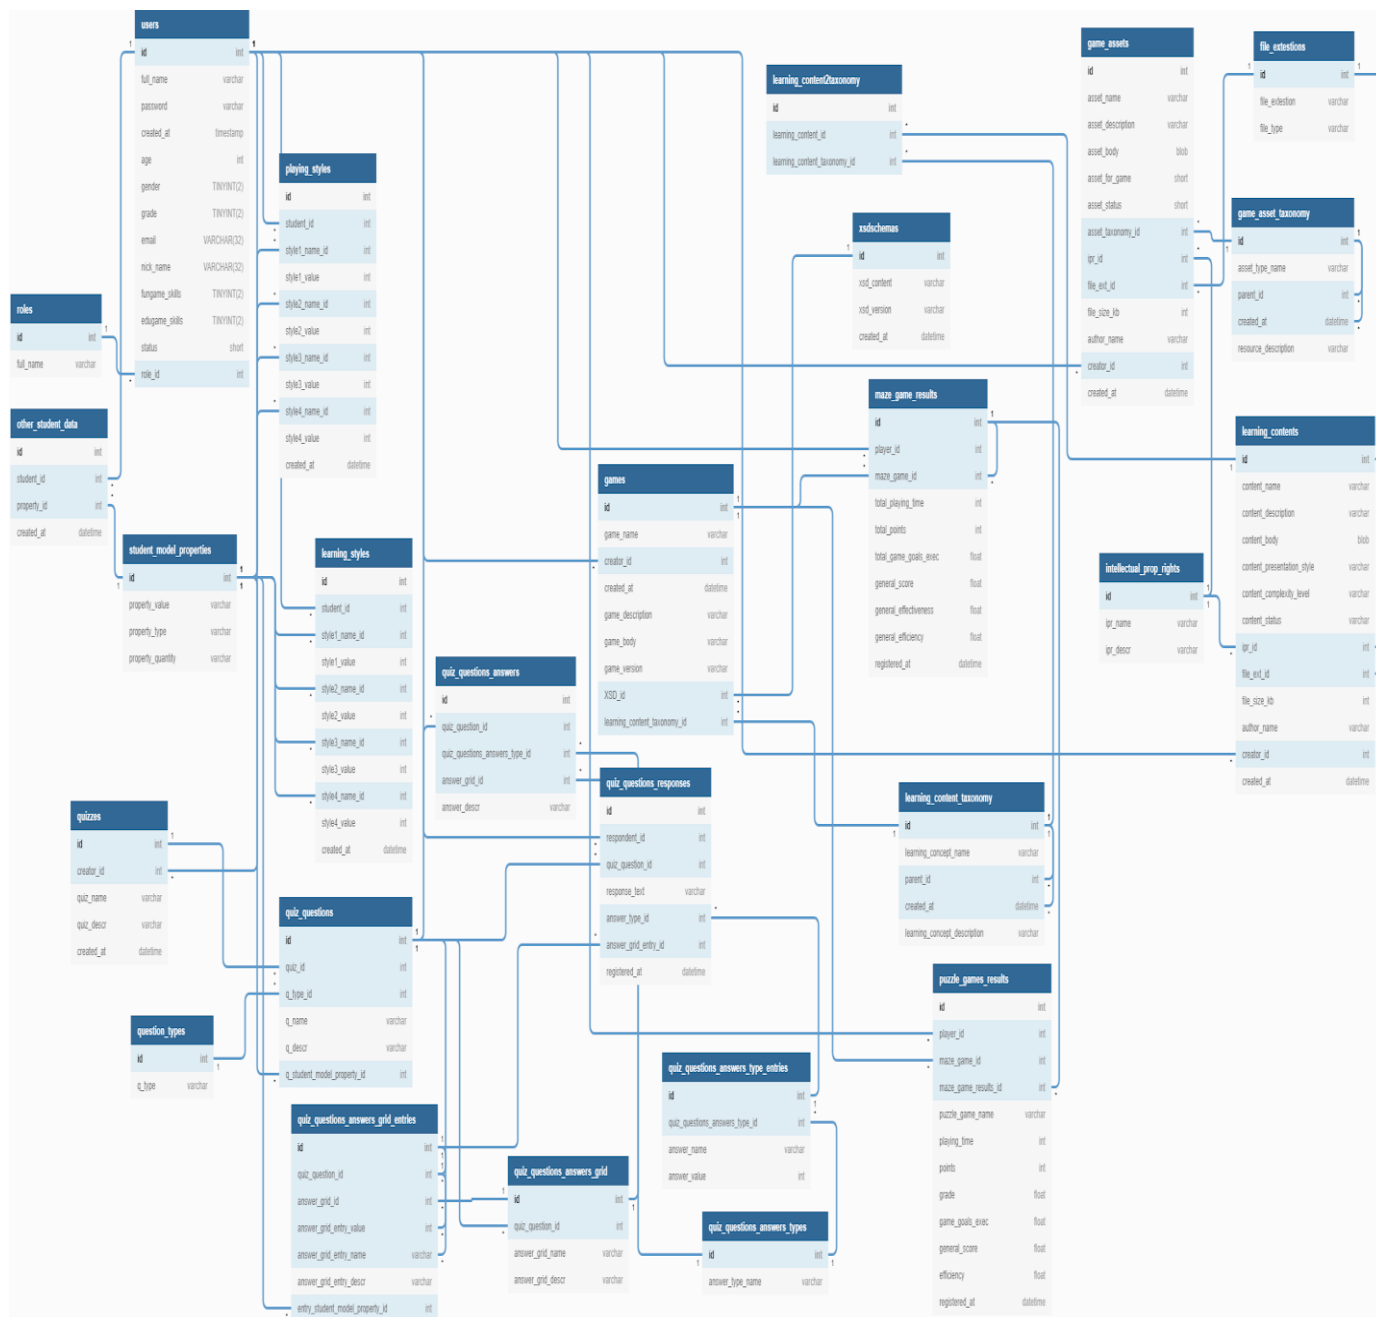 users
id int
full_name varchar
password varchar
created_at timestamp
age int
gender TINYINT(2)
grade TINYINT(2)
email VARCHAR(32)
nick_name VARCHAR(32)
fungame_skills TINYINT(2)
edugame_skills TINYINT(2)
status short
role_id int
roles
id int
full_name varchar
other_student_data
id int
student_id int
property_id int
created_at datetime
student_model_properties
id int
property_value varchar
property_type varchar
property_quantity varchar
playing_styles
id int
student_id int
style1_name_id int
style1_value int
style2_name_id int
style2_value int
style3_name_id int
style3_value int
style4_name_id int
style4_value int
created_at datetime
learning_styles
id int
student_id int
style1_name_id int
style1_value int
style2_name_id int
style2_value int
style3_name_id int
style3_value int
style4_name_id int
style4_value int
created_at datetime
quizzes
id int
creator_id int
quiz_name varchar
quiz_descr varchar
created_at datetime
question_types
id int
q_type varchar
quiz_questions
id int
quiz_id int
q_type_id int
q_name varchar
q_descr varchar
q_student_model_property_id int
quiz_questions_answers_grid_entries
id int
quiz_question_id int
answer_grid_id int
answer_grid_entry_value int
answer_grid_entry_name varchar
answer_grid_entry_descr varchar
entry_student_model_property_id int
quiz_questions_answers
id int
quiz_question_id int
quiz_questions_answers_type_id int
answer_grid_id int
answer_descr varchar
quiz_questions_answers_grid
id int
quiz_question_id int
answer_grid_name varchar
answer_grid_descr varchar
games
id int
game_name varchar
creator_id int
created_at datetime
game_description varchar
game_body varchar
game_version varchar
XSD_id int
learning_content_taxonomy_id int
quiz_questions_responses
id int
respondent_id int
quiz_question_id int
response_text varchar
answer_type_id int
answer_grid_entry_id int
registered_at datetime
quiz_questions_answers_type_entries
id int
quiz_questions_answers_type_id int
answer_name varchar
answer_value int
quiz_questions_answers_types
id int
answer_type_name varchar
learning_content2taxonomy
id int
learning_content_id int
learning_content_taxonomy_id int
xsdschemas
id int
xsd_content varchar
xsd_version varchar
created_at datetime
maze_game_results
id int
player_id int
maze_game_id int
total_playing_time int
total_points int
total_game_goals_exec float
general_score float
general_effectiveness float
general_efficiency float
registered_at datetime
learning_content_taxonomy
id int
learning_concept_name varchar
parent_id int
created_at datetime
learning_concept_description varchar
puzzle_games_results
id int
player_id int
maze_game_id int
maze_game_results_id int
puzzle_game_name varchar
playing_time int
points int
grade float
game_goals_exec float
general_score float
efficiency float
registered_at datetime
game_assets
id int
asset_name varchar
asset_description varchar
asset_body blob
asset_for_game short
asset_status short
asset_taxonomy_id int
ipr_id int
file_ext_id int
file_size_kb int
author_name varchar
creator_id int
created_at datetime
file_extestions
id int
file_extestion varchar
file_type varchar
game_asset_taxonomy
id int
asset_type_name varchar
parent_id int
created_at datetime
resource_description varchar
intellectual_prop_rights
id int
ipr_name varchar
ipr_descr varchar
learning_contents
id int
content_name varchar
content_description varchar
content_body blob
content_presentation_style varchar
content_complexity_level varchar
content_status varchar
ipr_id int
file_ext_id int
file_size_kb int
author_name varchar
creator_id int
created_at datetime